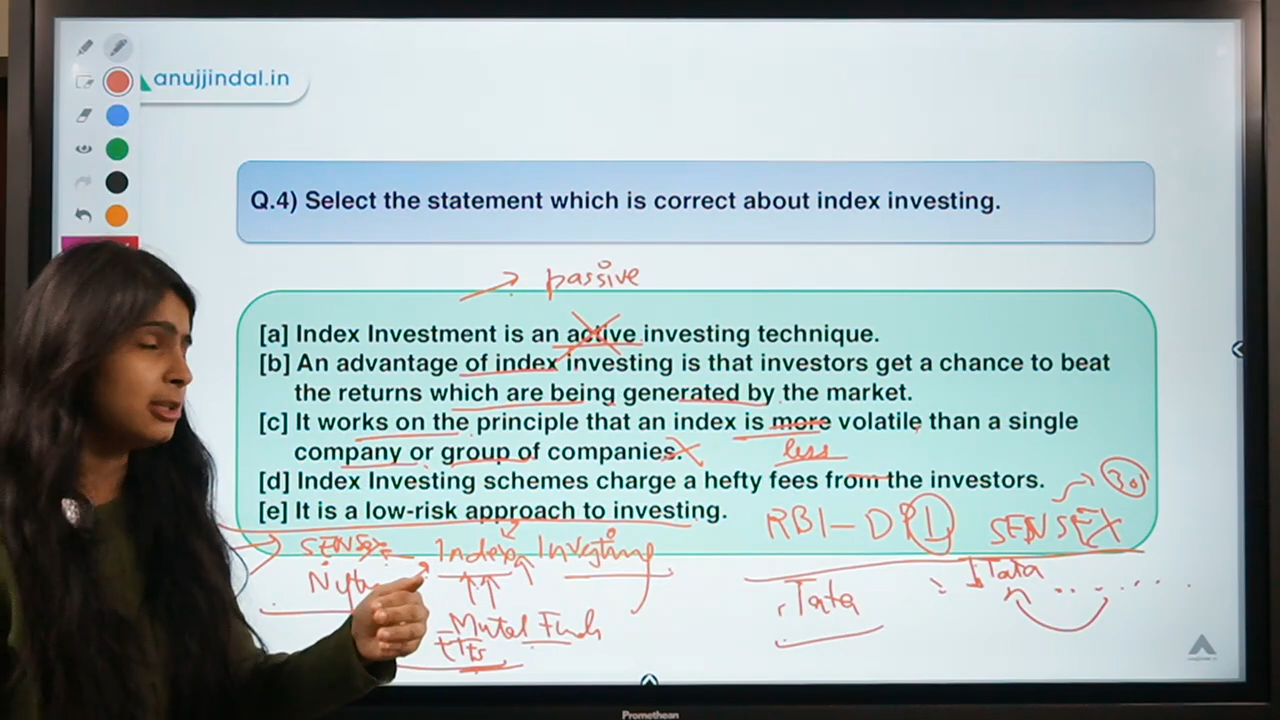 anujjindal.in
Q.4) Select the statement which is correct about index investing.
passive
[a] Index Investment is an active investing technique.
[b] An advantage of index investing is that investors get a chance to beat
the returns which are being generated by the market.
[c] It works on the principle that an index is more volatile than a single
less
company or group of companies.
[d] Index Investing schemes charge a hefty fees from the investors.
30
[e] It is a low-risk approach to investing.
RBI-DPI SENSEX
SENSEX Index Investing
Tata
Tata
Mutal Funds
Promethean